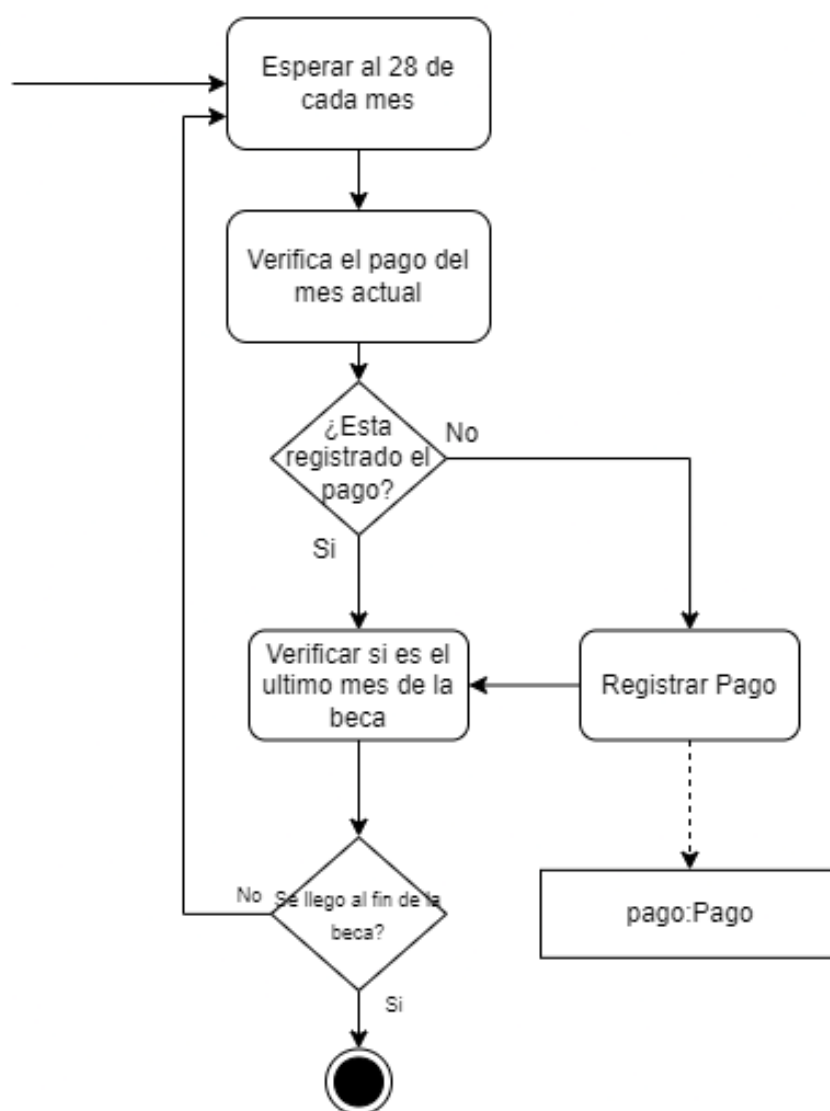 Esperar al 28 de
cada mes
Verifica el pago del
mes actual
¿Esta
registrado el
pago?
No
Si
Verificar si es el
ultimo mes de la
beca
Registrar Pago
No
Se llego al fin de la
beca?
pago:Pago
Si